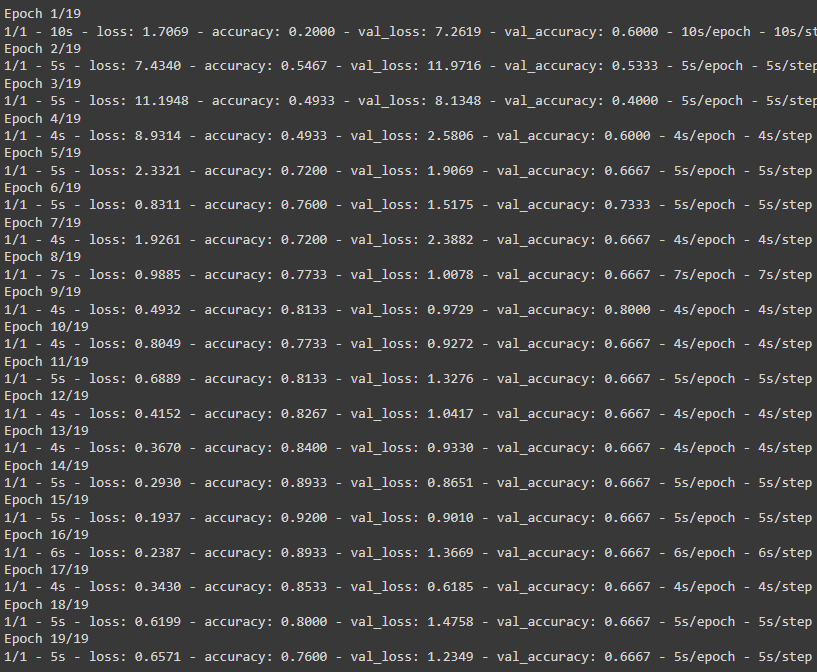 Epoch 1/19
1/1 - 10s - loss: 1.7069 - accuracy: 0.2000 - val_loss: 7.2619 - val_accuracy: 0.6000 - 10s/epoch - 10s/st
Epoch 2/19
1/1 - 5s - loss: 7.4340 - accuracy: 0.5467 - val_loss: 11.9716 - val_accuracy: 0.5333 - 5s/epoch - 5s/step
Epoch 3/19
1/1 - 5s - loss: 11.1948 - accuracy: 0.4933 - val_loss: 8.1348 - val_accuracy: 0.4000 - 5s/epoch - 5s/step
Epoch 4/19
1/1 - 4s - loss: 8.9314 - accuracy: 0.4933 - val_loss: 2.5806 - val_accuracy: 0.6000 - 4s/epoch - 4s/step
Epoch 5/19
1/1 - 5s - loss: 2.3321 - accuracy: 0.7200 - val_loss: 1.9069 - val_accuracy: 0.6667 - 5s/epoch - 5s/step
Epoch 6/19
1/1 - 5s - loss: 0.8311 - accuracy: 0.7600 - val_loss: 1.5175 - val_accuracy: 0.7333 - 5s/epoch - 5s/step
Epoch 7/19
1/1 - 4s - loss: 1.9261 - accuracy: 0.7200 - val_loss: 2.3882 - val_accuracy: 0.6667 - 4s/epoch - 4s/step
Epoch 8/19
1/1 - 7s - loss: 0.9885 - accuracy: 0.7733 - val_loss: 1.0078 - val_accuracy: 0.6667 - 7s/epoch - 7s/step
Epoch 9/19
1/1 - 4s - loss: 0.4932 - accuracy: 0.8133 - val_loss: 0.9729 - val_accuracy: 0.8000 - 4s/epoch - 4s/step
Epoch 10/19
1/1 - 4s - loss: 0.8049 - accuracy: 0.7733 - val_loss: 0.9272 - val_accuracy: 0.6667 - 4s/epoch - 4s/step
Epoch 11/19
1/1 - 5s - loss: 0.6889 - accuracy: 0.8133 - val_loss: 1.3276 - val_accuracy: 0.6667 - 5s/epoch - 5s/step
Epoch 12/19
1/1 - 4s - loss: 0.4152 - accuracy: 0.8267 - val_loss: 1.0417 - val_accuracy: 0.6667 - 4s/epoch - 4s/step
Epoch 13/19
1/1 - 4s - loss: 0.3670 - accuracy: 0.8400 - val_loss: 0.9330 - val_accuracy: 0.6667 - 4s/epoch - 4s/step
Epoch 14/19
1/1 - 5s - loss: 0.2930 - accuracy: 0.8933 - val_loss: 0.8651 - val_accuracy: 0.6667 - 5s/epoch - 5s/step
Epoch 15/19
1/1 - 5s - loss: 0.1937 - accuracy: 0.9200 - val_loss: 0.9010 - val_accuracy: 0.6667 - 5s/epoch - 5s/step
Epoch 16/19
1/1 - 6s - loss: 0.2387 - accuracy: 0.8933 - val_loss: 1.3669 - val_accuracy: 0.6667 - 6s/epoch - 6s/step
Epoch 17/19
1/1 - 4s - loss: 0.3430 - accuracy: 0.8533 - val_loss: 0.6185 - val_accuracy: 0.6667 - 4s/epoch - 4s/step
Epoch 18/19
1/1 - 5s - loss: 0.6199 - accuracy: 0.8000 - val_loss: 1.4758 - val_accuracy: 0.6667 - 5s/epoch - 5s/step
Epoch 19/19
1/1 - 5s - loss: 0.6571 - accuracy: 0.7600 - val_loss: 1.2349 - val_accuracy: 0.6667 - 5s/epoch - 5s/step